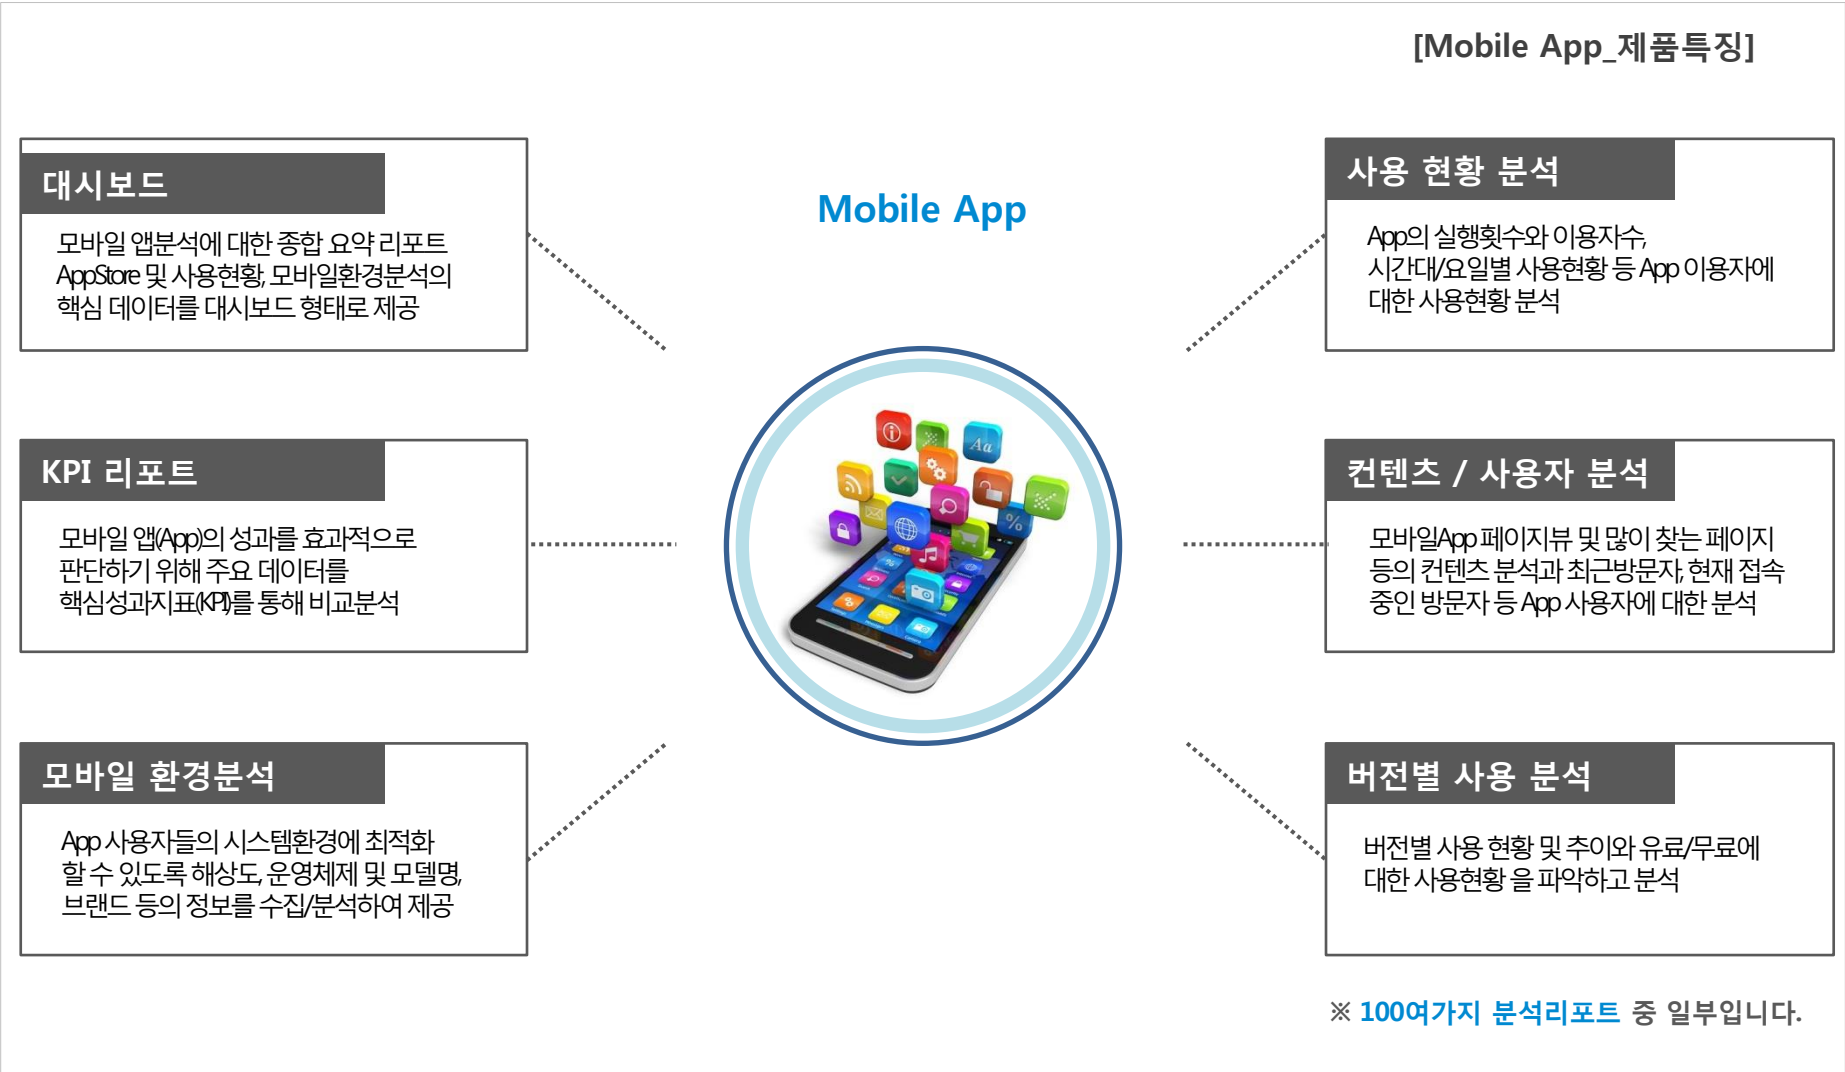 [Mobile App_제품특징]
Mobile App
대시보드
모바일 앱분석에 대한 종합 요약 리포트
AppStore 및 사용현황, 모바일환경분석의
핵심 데이터를 대시보드 형태로 제공
KPI 리포트
모바일 앱(App)의 성과를 효과적으로
판단하기 위해 주요 데이터를
핵심성과지표(KPI)를 통해 비교분석
모바일 환경분석
App 사용자들의 시스템환경에 최적화
할 수 있도록 해상도, 운영체제 및 모델명,
브랜드 등의 정보를 수집/분석하여 제공
사용 현황 분석
App의 실행횟수와 이용자수,
시간대/요일별 사용현황 등 App 이용자에
대한 사용현황 분석
컨텐츠 / 사용자 분석
모바일App 페이지뷰 및 많이 찾는 페이지
등의 컨텐츠 분석과 최근방문자, 현재 접속
중인 방문자 등 App 사용자에 대한 분석
버전별 사용 분석
버전별 사용 현황 및 추이와 유료/무료에
대한 사용현황 을 파악하고 분석
Aa
%
※ 100여가지 분석리포트 중 일부입니다.